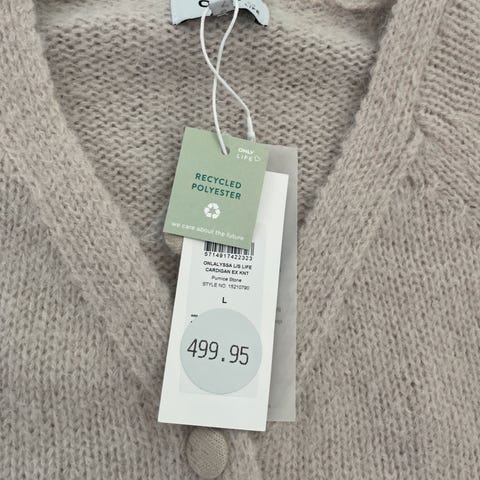 LIFE
ONLY
LIFE
RECYCLED
POLYESTER
we care about the future
5714917422323
ONLALYSSA L/S LIFE
CARDIGAN EX KNT
Pumice Stone
STYLE NO. 15210790
L
499.95